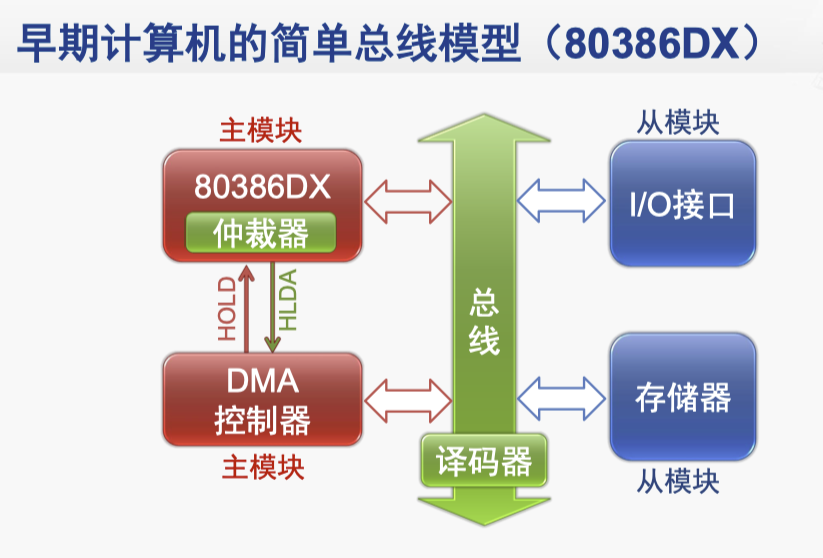 早期计算机的简单总线模型（80386DX）
主模块
80386DX
仲裁器
HOLD
HLDA
DMA
控制器
主模块
总
线
译码器
从模块
I/O接口
存储器
从模块